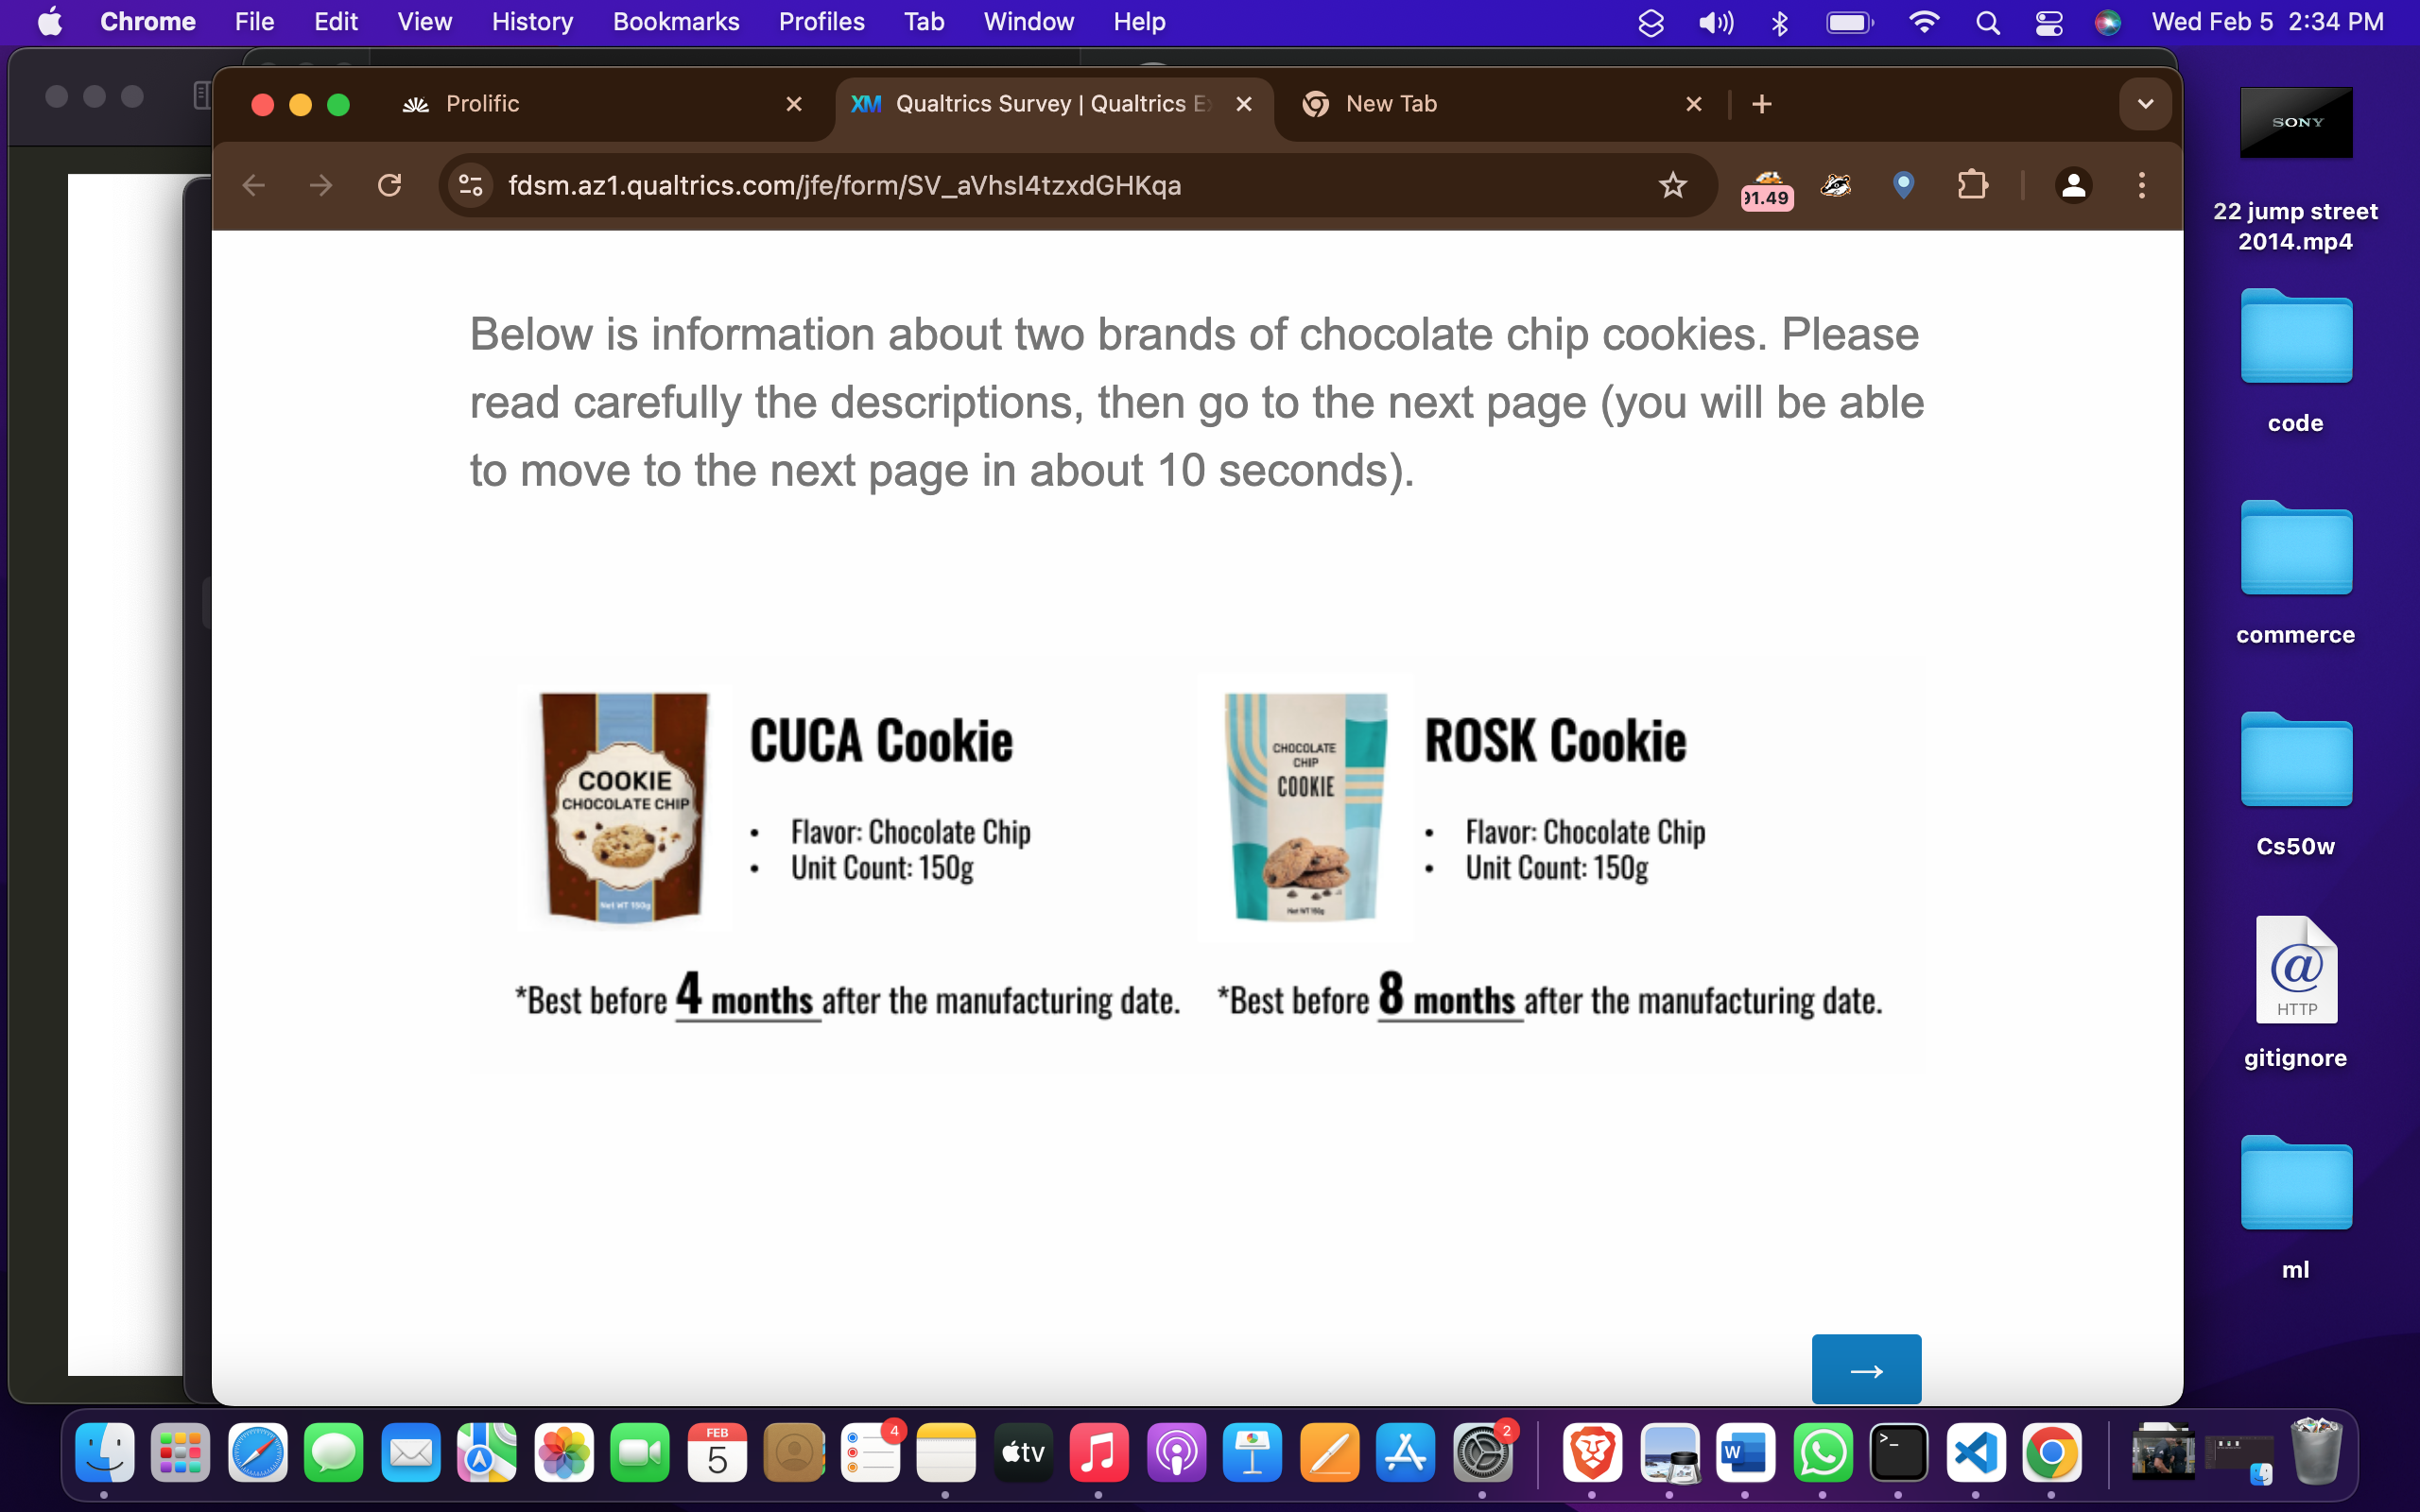 Chrome File Edit View History Bookmarks Profiles Tab Window Help Wed Feb 5 2:34 PM
Prolific Qualtrics Survey | Qualtrics E New Tab
fdsm.az1.qualtrics.com/jfe/form/SV_aVhsI4tzxdGHKqa
91.49
Below is information about two brands of chocolate chip cookies. Please
read carefully the descriptions, then go to the next page (you will be able
to move to the next page in about 10 seconds).
COOKIE
CHOCOLATE CHIP
Net WT 150g
CUCA Cookie
• Flavor: Chocolate Chip
• Unit Count: 150g
*Best before 4 months after the manufacturing date.
CHOCOLATE
CHIP
COOKIE
Net WT 150g
ROSK Cookie
• Flavor: Chocolate Chip
• Unit Count: 150g
*Best before 8 months after the manufacturing date.
→
SONY
22 jump street
2014.mp4
code
commerce
Cs50w
@
HTTP
gitignore
ml
FEB
5
4
tv
2
W
>_